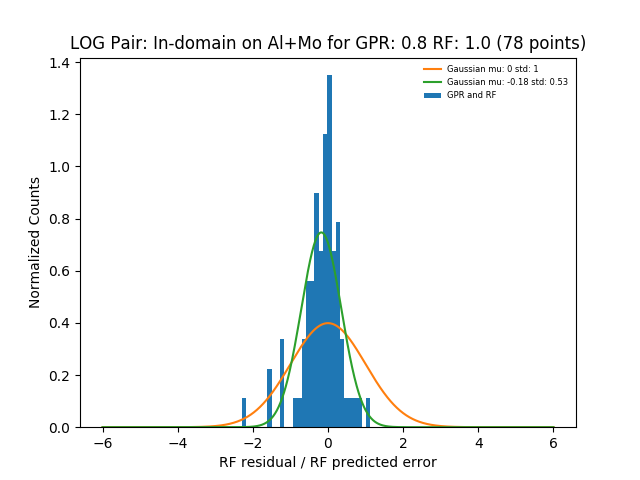 LOG Pair: In-domain on Al+Mo for GPR: 0.8 RF: 1.0 (78 points)
Gaussian mu: 0 std: 1
Gaussian mu: -0.18 std: 0.53
GPR and RF
Normalized Counts
1.4
1.2
1.0
0.8
0.6
0.4
0.2
0.0
−6 −4 −2 0 2 4 6
RF residual / RF predicted error